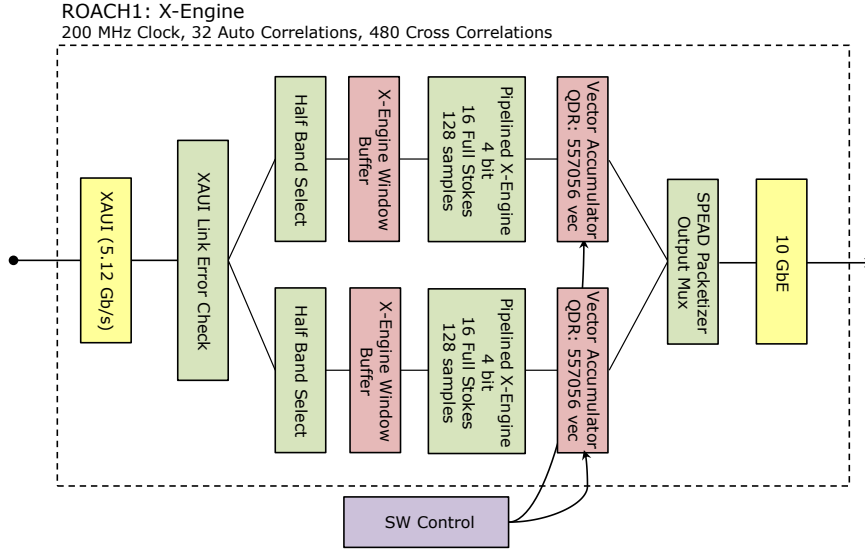 ROACH1: X-Engine
200 MHz Clock, 32 Auto Correlations, 480 Cross Correlations
XAUI (5.12 Gb/s)
XAUI Link Error Check
Half Band Select
X-Engine Window
Buffer
Pipelined X-Engine
4 bit
16 Full Stokes
128 samples
Vector Accumulator
QDR: 557056 vec
Half Band Select
X-Engine Window
Buffer
Pipelined X-Engine
4 bit
16 Full Stokes
128 samples
Vector Accumulator
QDR: 557056 vec
SPEAD Packetizer
Output Mux
10 GbE
SW Control